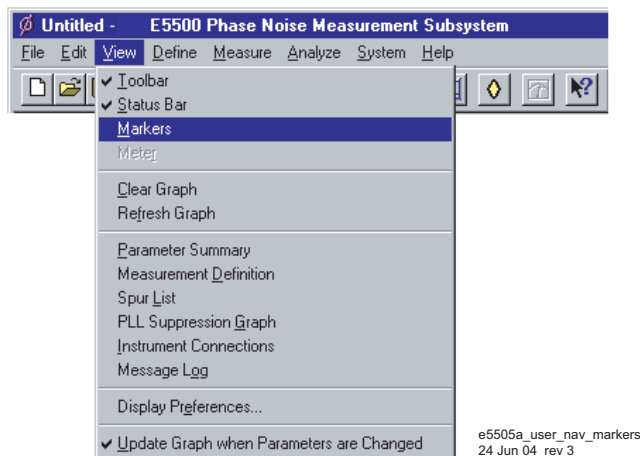 Untitled - E5500 Phase Noise Measurement Subsystem
File Edit View Define Measure Analyze System Help
✔ Toolbar
✔ Status Bar
Markers
Meter
Clear Graph
Refresh Graph
Parameter Summary
Measurement Definition
Spur List
PLL Suppression Graph
Instrument Connections
Message Log
Display Preferences...
✔ Update Graph when Parameters are Changed
e5505a_user_nav_markers
24 Jun 04 rev 3